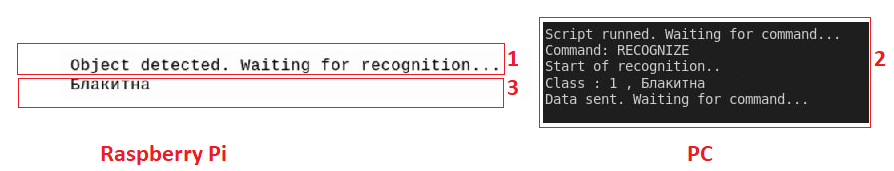 Object detected. Waiting for recognition...
1
Блакитна
3
Raspberry Pi
Script runned. Waiting for command...
Command: RECOGNIZE
Start of recognition..
Class : 1 , Блакитна
Data sent. Waiting for command...
2
PC